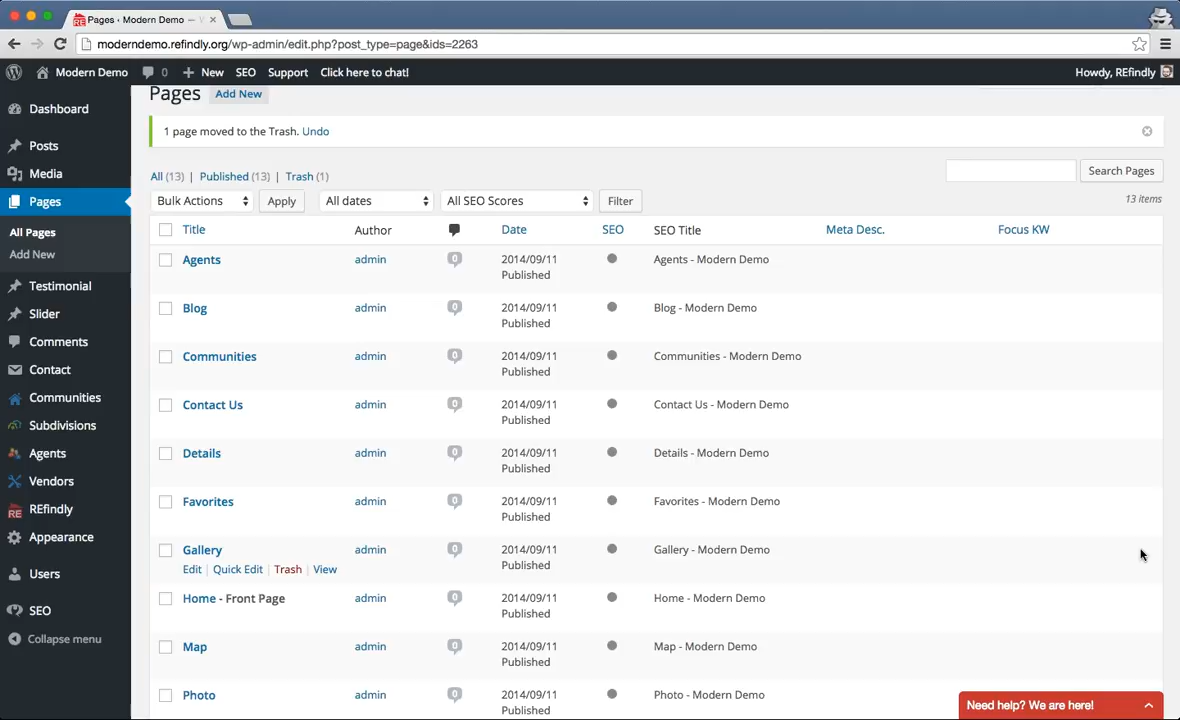 Pages ‹ Modern Demo —
moderndemo.refindly.org/wp-admin/edit.php?post_type=page&ids=2263
Modern Demo 0 New SEO Support Click here to chat! Howdy, REfindly
Dashboard
Posts
Media
Pages
All Pages
Add New
Testimonial
Slider
Comments
Contact
Communities
Subdivisions
Agents
Vendors
RE REfindly
Appearance
Users
SEO
Collapse menu
Pages Add New
1 page moved to the Trash. Undo
All (13) | Published (13) | Trash (1)
Search Pages
Bulk Actions Apply All dates All SEO Scores Filter
13 items
Title Author Date SEO SEO Title Meta Desc. Focus KW
Agents admin 0 2014/09/11 Agents - Modern Demo
Published
Blog admin 0 2014/09/11 Blog - Modern Demo
Published
Communities admin 0 2014/09/11 Communities - Modern Demo
Published
Contact Us admin 0 2014/09/11 Contact Us - Modern Demo
Published
Details admin 0 2014/09/11 Details - Modern Demo
Published
Favorites admin 0 2014/09/11 Favorites - Modern Demo
Published
Gallery admin 0 2014/09/11 Gallery - Modern Demo
Edit | Quick Edit | Trash | View Published
Home - Front Page admin 0 2014/09/11 Home - Modern Demo
Published
Map admin 0 2014/09/11 Map - Modern Demo
Published
Photo admin 0 2014/09/11 Photo - Modern Demo
Published
Need help? We are here!